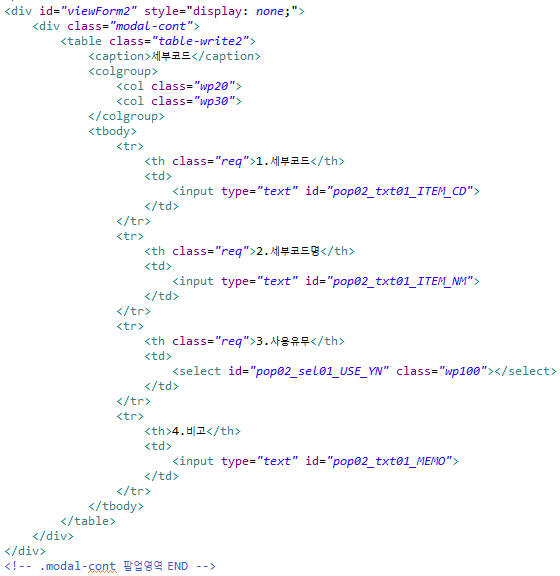 <div id="viewForm2" style="display: none;">
<div class="modal-cont">
<table class="table-write2">
<caption>세부코드</caption>
<colgroup>
<col class="wp20">
<col class="wp30">
</colgroup>
<tbody>
<tr>
<th class="req">1.세부코드</th>
<td>
<input type="text" id="pop02_txt01_ITEM_CD">
</td>
</tr>
<tr>
<th class="req">2.세부코드명</th>
<td>
<input type="text" id="pop02_txt01_ITEM_NM">
</td>
</tr>
<tr>
<th class="req">3.사용유무</th>
<td>
<select id="pop02_sel01_USE_YN" class="wp100"></select>
</td>
</tr>
<tr>
<th>4.비고</th>
<td>
<input type="text" id="pop02_txt01_MEMO">
</td>
</tr>
</tbody>
</table>
</div>
</div>
<!-- .modal-cont 팝업영역 END -->